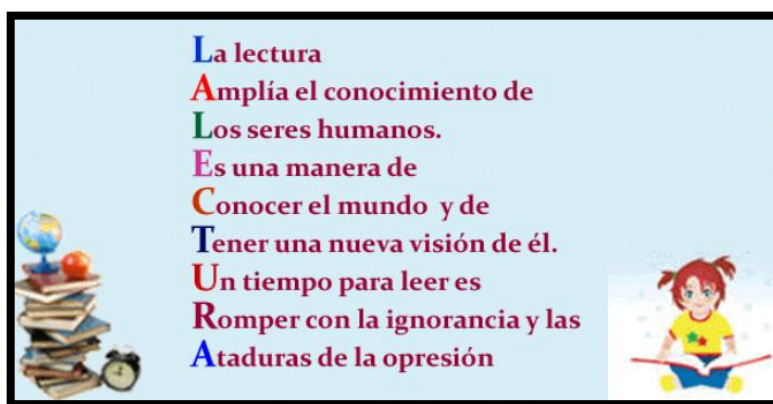 La lectura
Amplía el conocimiento de
Los seres humanos.
Es una manera de
Conocer el mundo y de
Tener una nueva visión de él.
Un tiempo para leer es
Romper con la ignorancia y las
Ataduras de la opresión